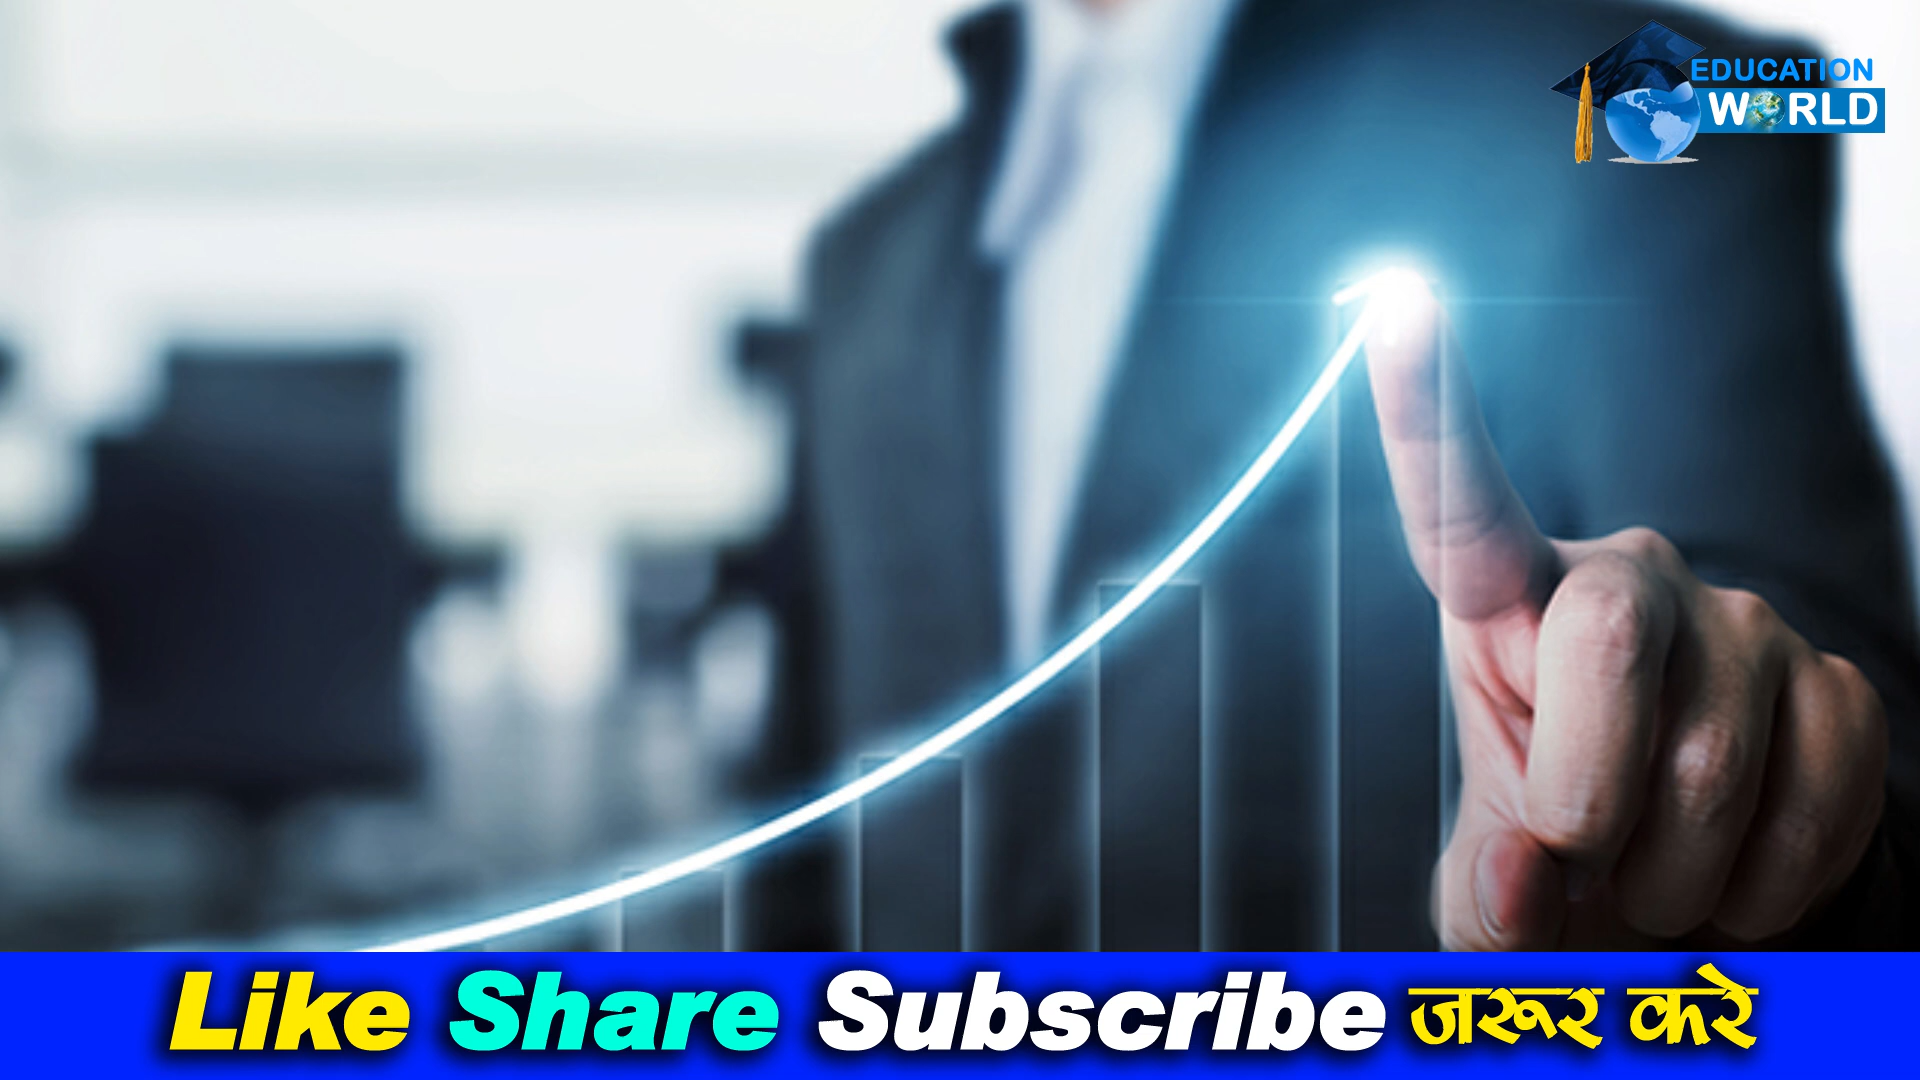 EDUCATION
WORLD
Like Share Subscribe जरूर करे